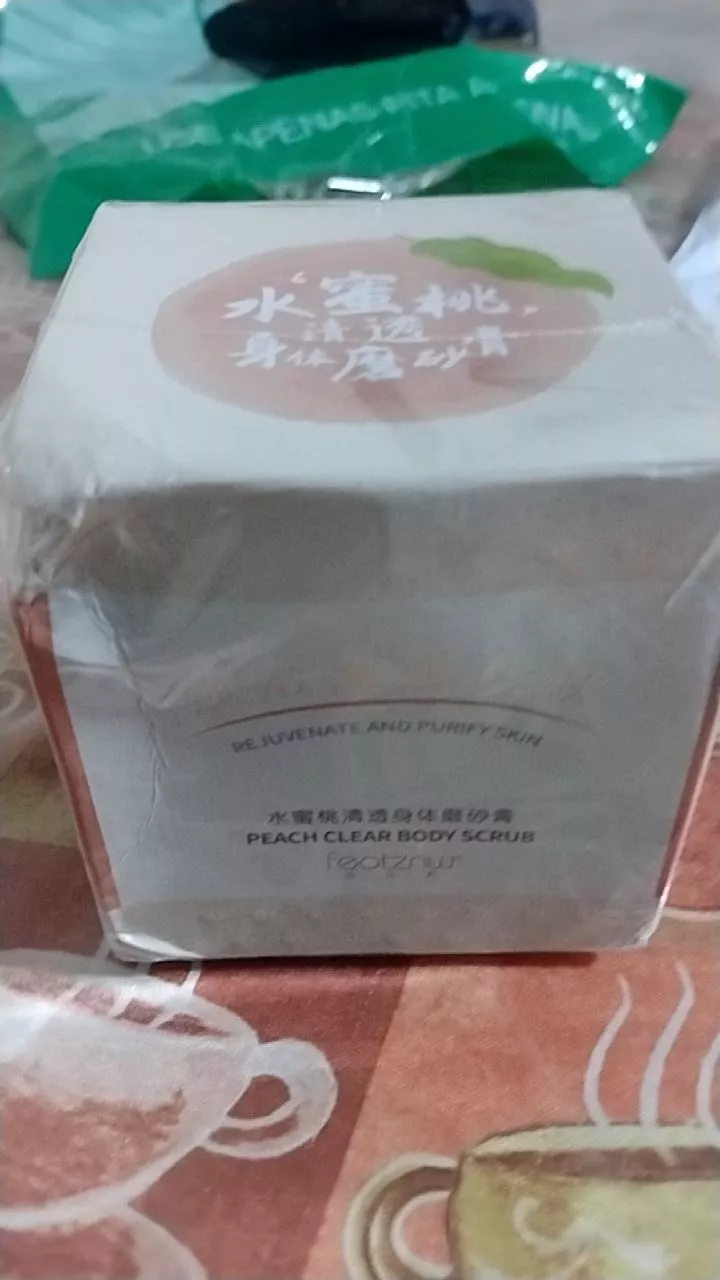 水蜜桃
清透
身体磨砂膏
REJUVENATE AND PURIFY SKIN
水蜜桃清透身体磨砂膏
PEACH CLEAR BODY SCRUB